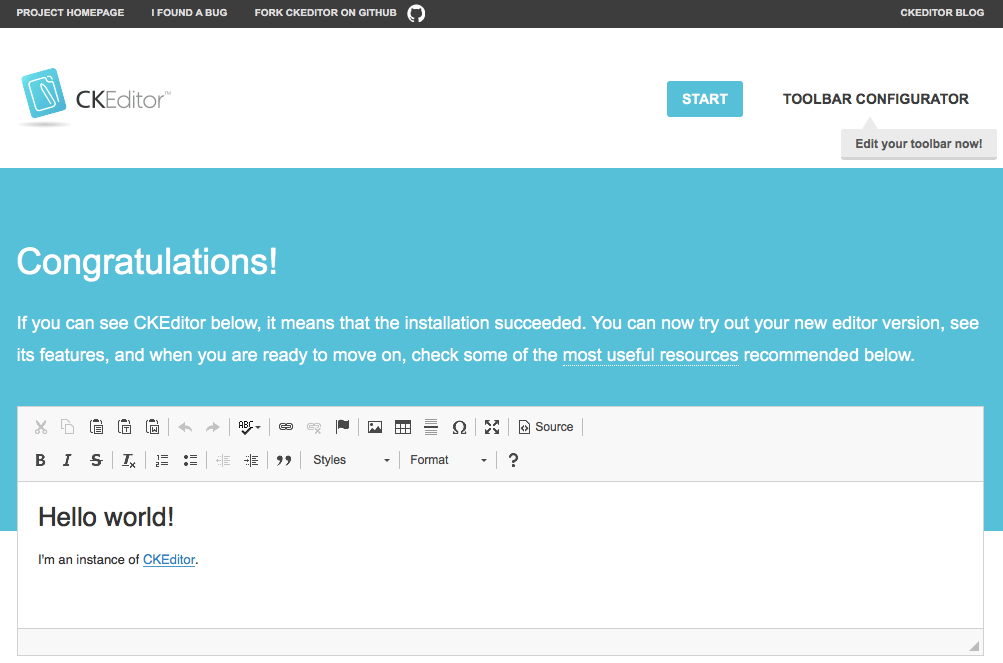 PROJECT HOMEPAGE I FOUND A BUG FORK CKEDITOR ON GITHUB CKEDITOR BLOG
CKEditor™
START TOOLBAR CONFIGURATOR
Edit your toolbar now!
Congratulations!
If you can see CKEditor below, it means that the installation succeeded. You can now try out your new editor version, see
its features, and when you are ready to move on, check some of the most useful resources recommended below.
ABC Ω Source
B I S Ix Styles Format ?
Hello world!
I'm an instance of CKEditor.